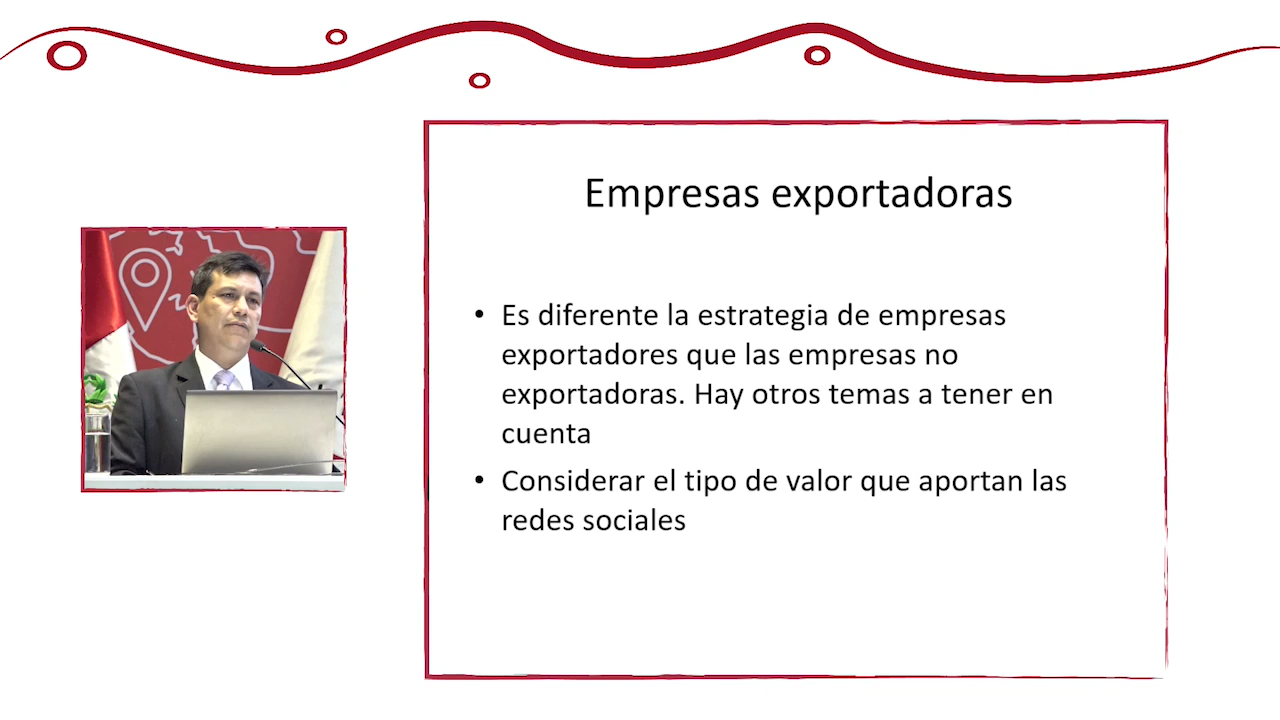 Empresas exportadoras
• Es diferente la estrategia de empresas
exportadores que las empresas no
exportadoras. Hay otros temas a tener en
cuenta
• Considerar el tipo de valor que aportan las
redes sociales